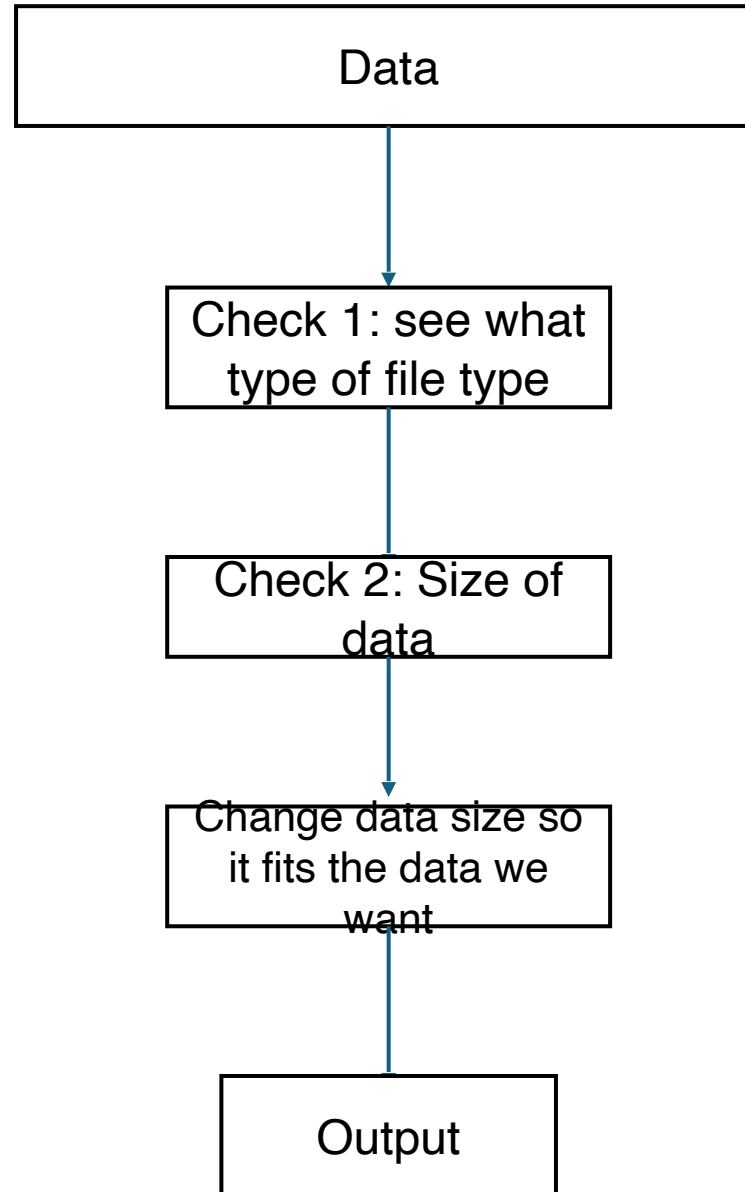 Data
Check 1: see what
type of file type
Check 2: Size of
data
Change data size so
it fits the data we
want
Output